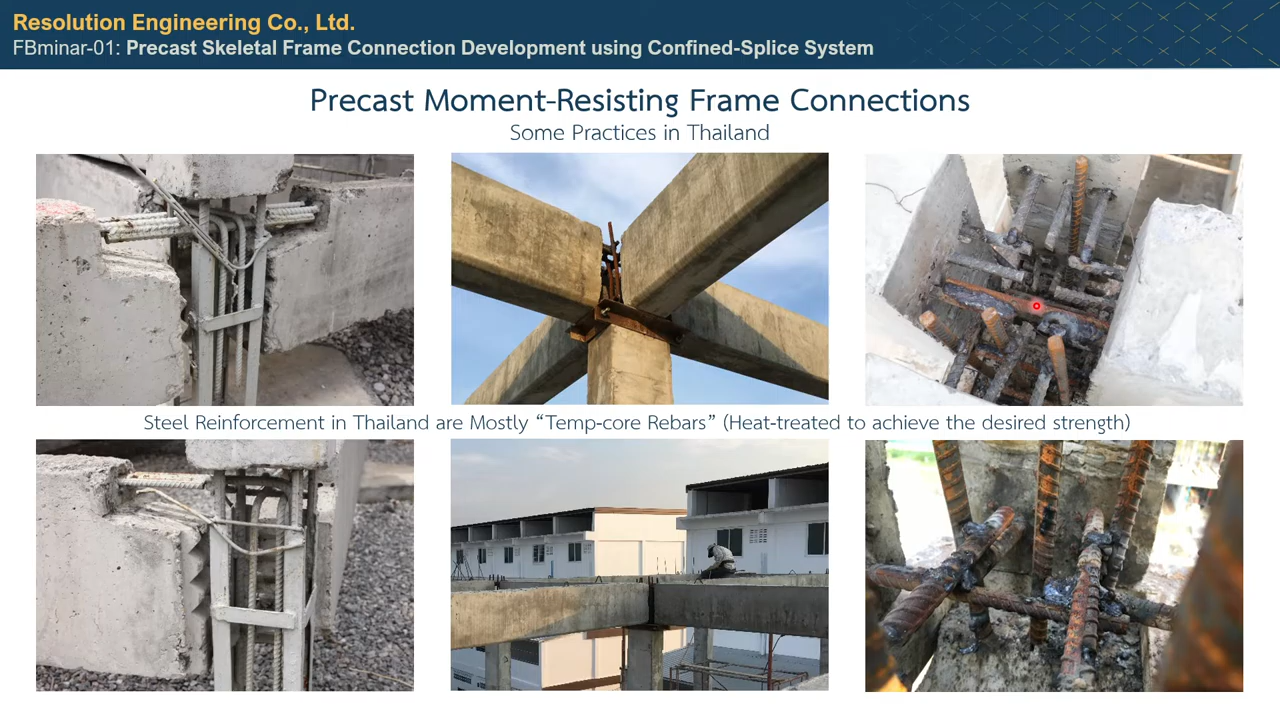 Resolution Engineering Co., Ltd.
FBminar-01: Precast Skeletal Frame Connection Development using Confined-Splice System
Precast Moment-Resisting Frame Connections
Some Practices in Thailand
Steel Reinforcement in Thailand are Mostly “Temp-core Rebars” (Heat-treated to achieve the desired strength)